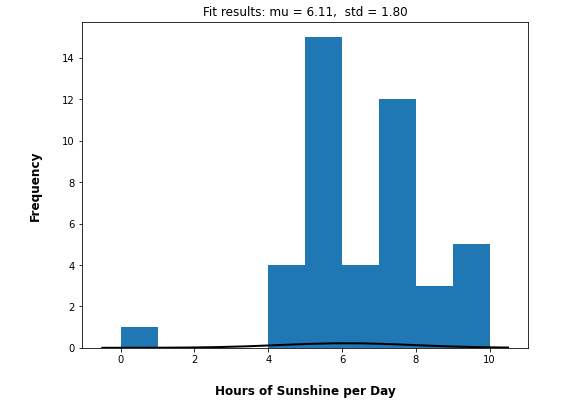 Fit results: mu = 6.11,  std = 1.80
14
12
10
8
6
4
2
0
Frequency
0 2 4 6 8 10
Hours of Sunshine per Day